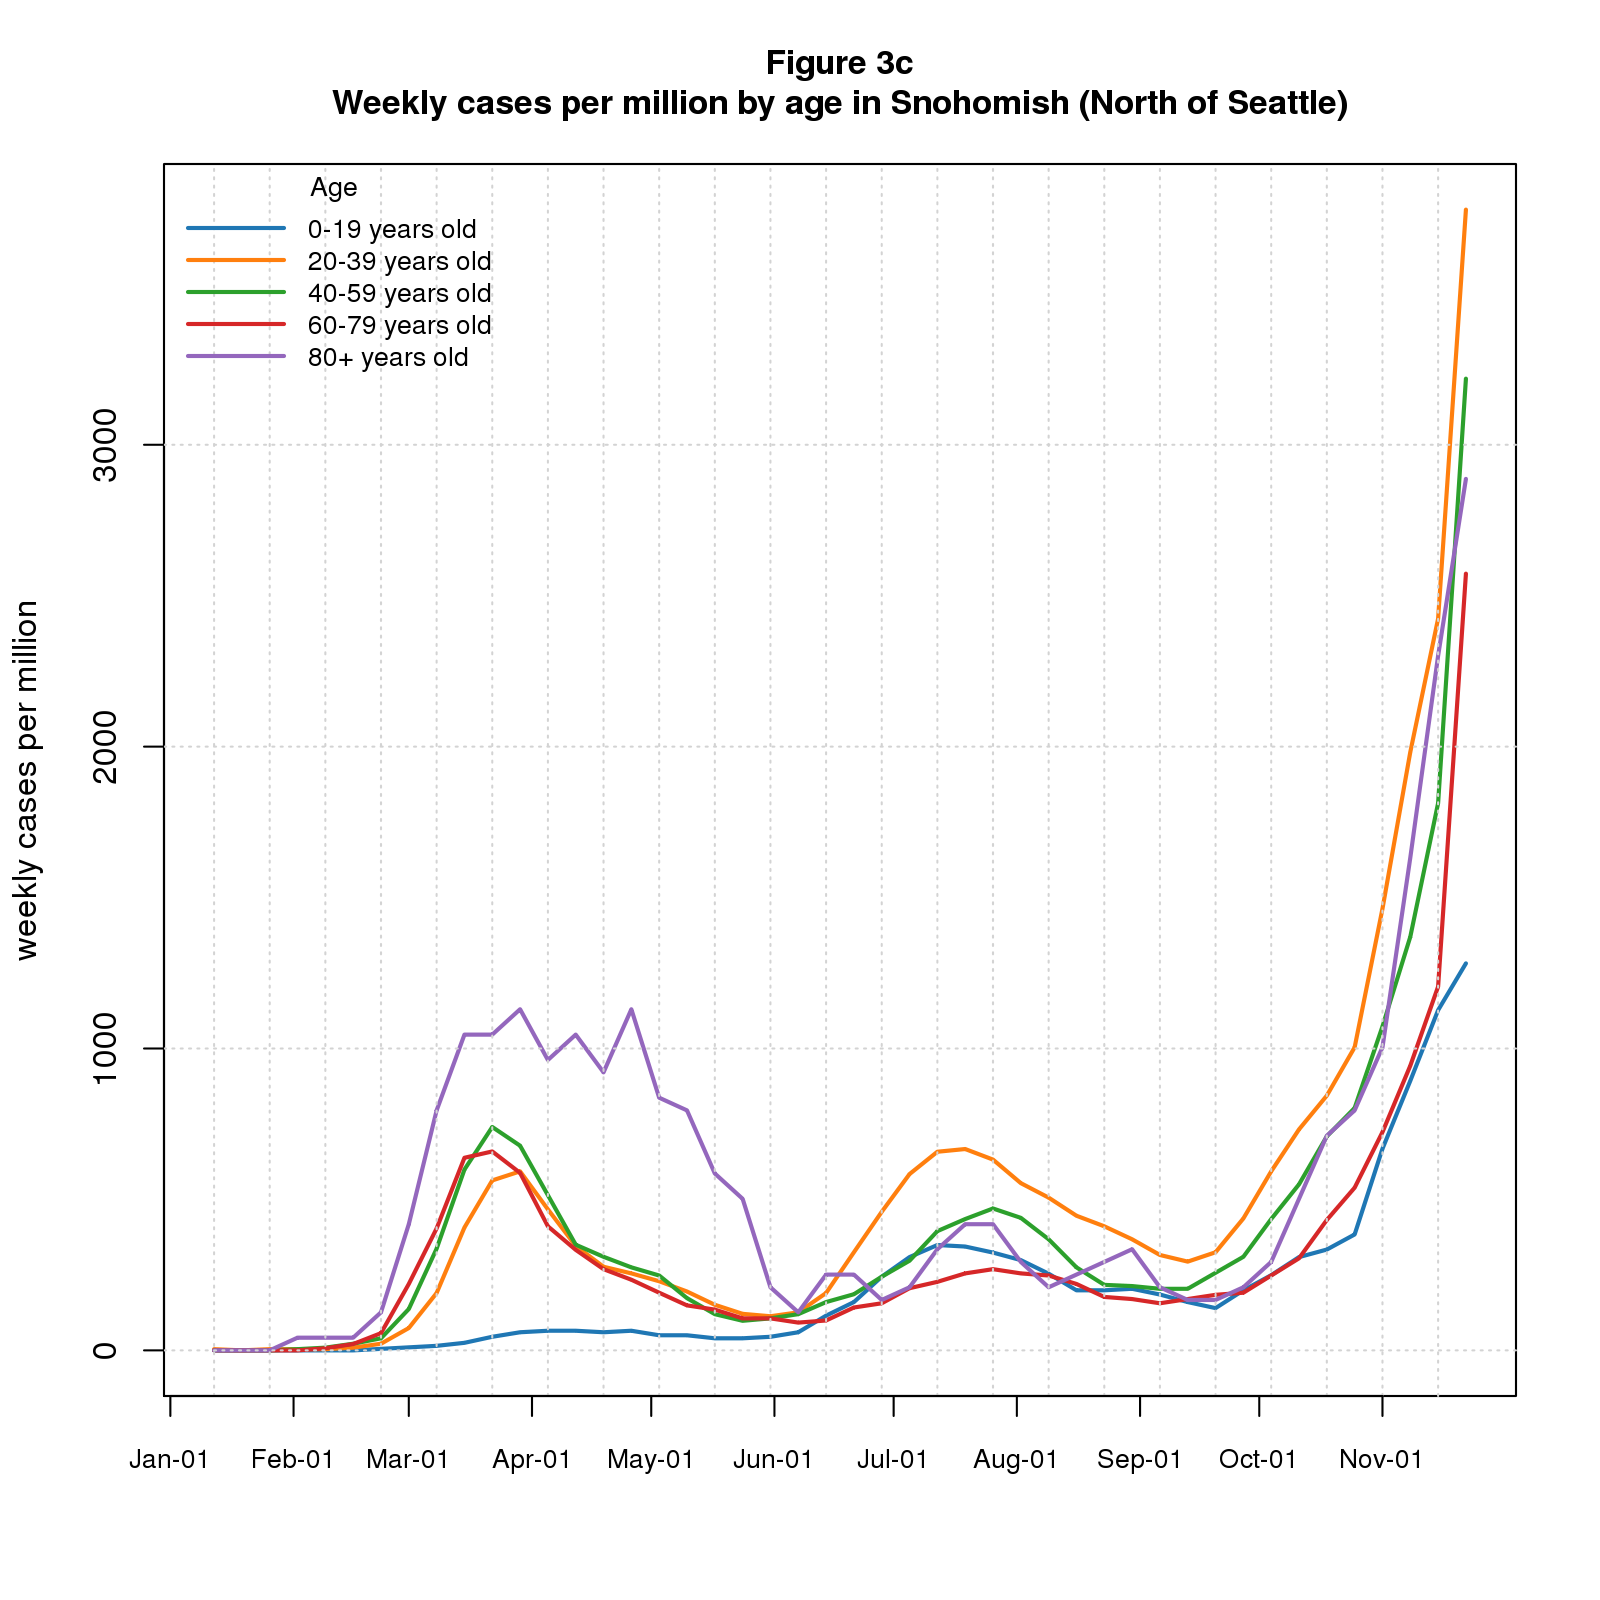 Figure 3c
Weekly cases per million by age in Snohomish (North of Seattle)
Age
0-19 years old
20-39 years old
40-59 years old
60-79 years old
80+ years old
weekly cases per million
3000
2000
1000
0
Jan-01 Feb-01 Mar-01 Apr-01 May-01 Jun-01 Jul-01 Aug-01 Sep-01 Oct-01 Nov-01